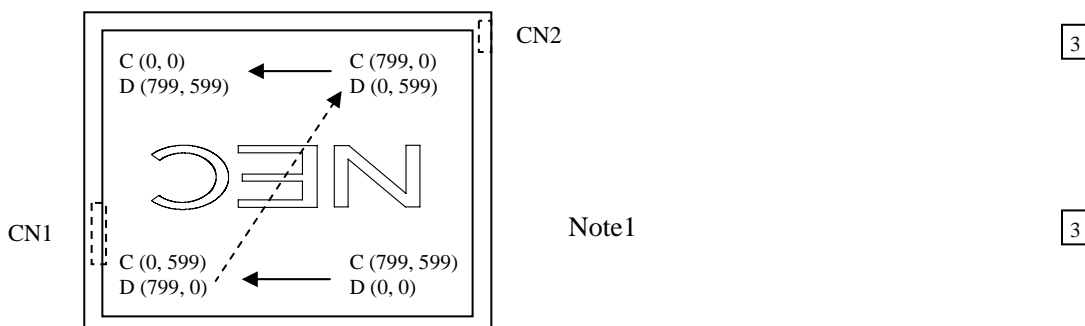 CN2
3
C (0, 0)
C (799, 0)
D (799, 599)
D (0, 599)
NEC
CN1
Note1
3
C (0, 599)
C (799, 599)
D (799, 0)
D (0, 0)